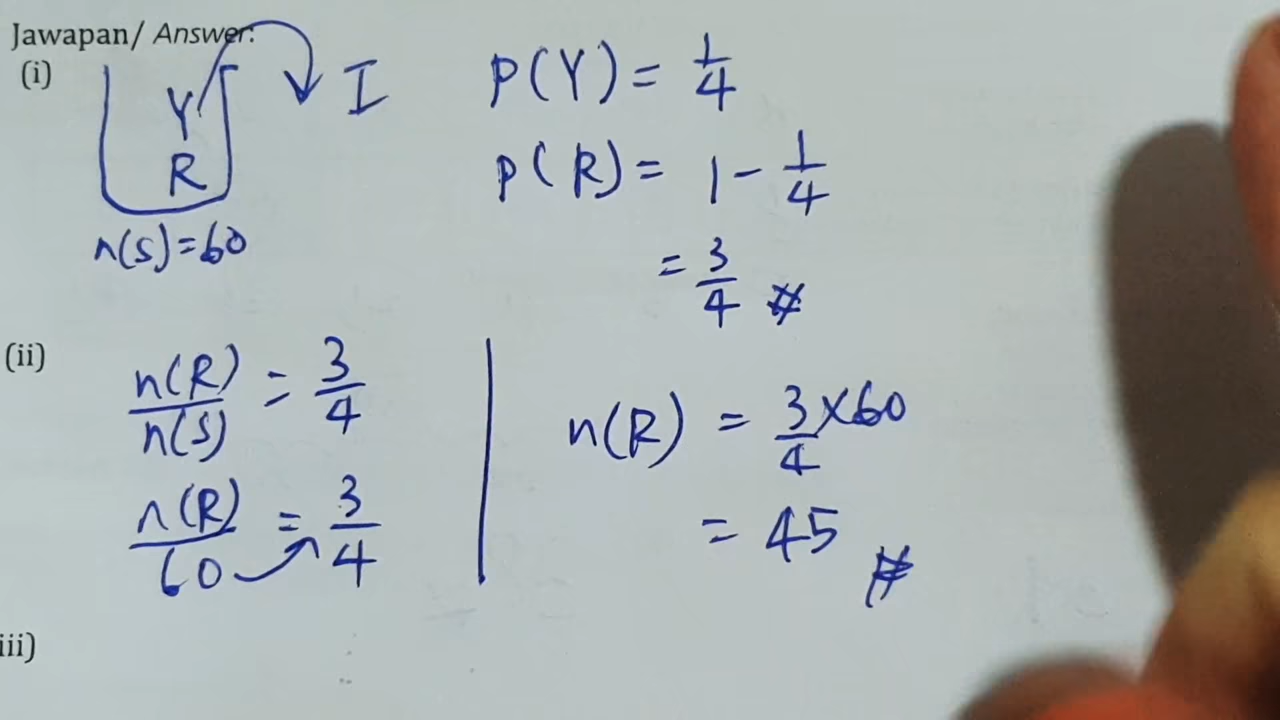 Jawapan/ Answer:
(i)
Y
R
I
n(S)=60
P(Y) = 1/4
P(R) = 1 - 1/4
= 3/4 #
(ii)
n(R)/n(S) = 3/4
n(R)/60 = 3/4
n(R) = 3/4 × 60
= 45 #
iii)